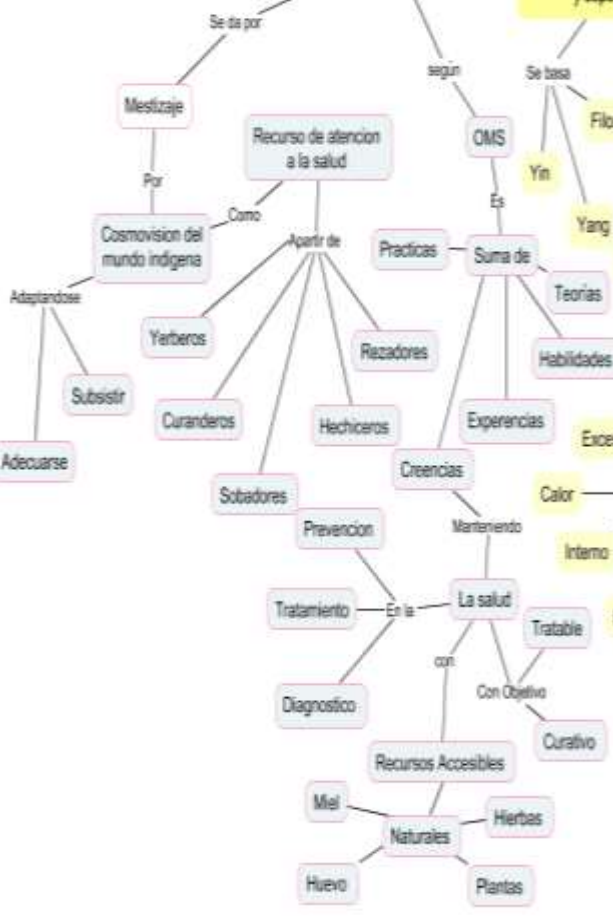 Se da por
según
Se basa
Mestizaje
Recurso de atencion
a la salud
OMS
Filo
Yin
Por
Es
Como
Cosmovision del
mundo indigena
Apartir de
Practicas
Suma de
Yang
Adaptandose
Teorias
Yerberos
Rezadores
Habilidades
Subsistir
Curanderos
Hechiceros
Experencias
Exce
Adecuarse
Creencias
Sobadores
Calor
Prevencion
Manteniendo
Interno
Tratamiento
En la
La salud
Tratable
con
Con Objetivo
Diagnostico
Curativo
Recursos Accesibles
Miel
Hierbas
Naturales
Huevo
Plantas